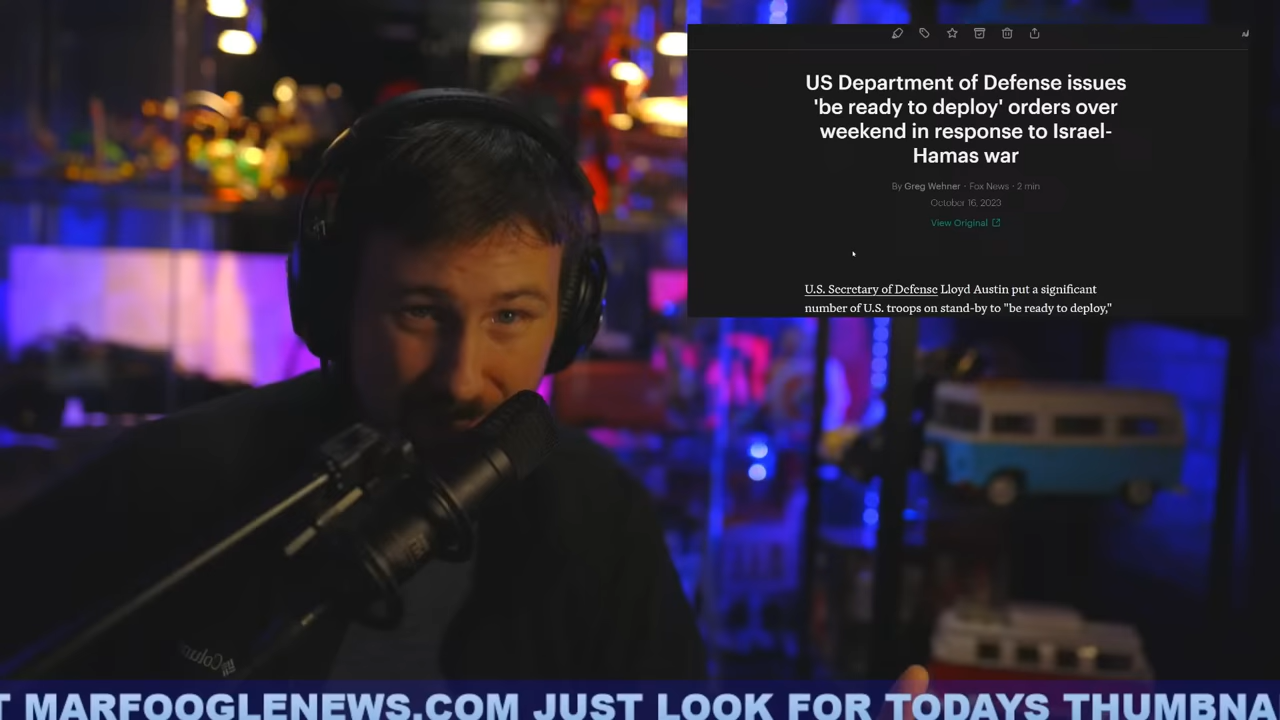 US Department of Defense issues
'be ready to deploy' orders over
weekend in response to Israel-
Hamas war
By Greg Wehner · Fox News · 2 min
October 16, 2023
View Original
U.S. Secretary of Defense Lloyd Austin put a significant
number of U.S. troops on stand-by to "be ready to deploy,"
T MARFOOGLENEWS.COM JUST LOOK FOR TODAYS THUMBNA